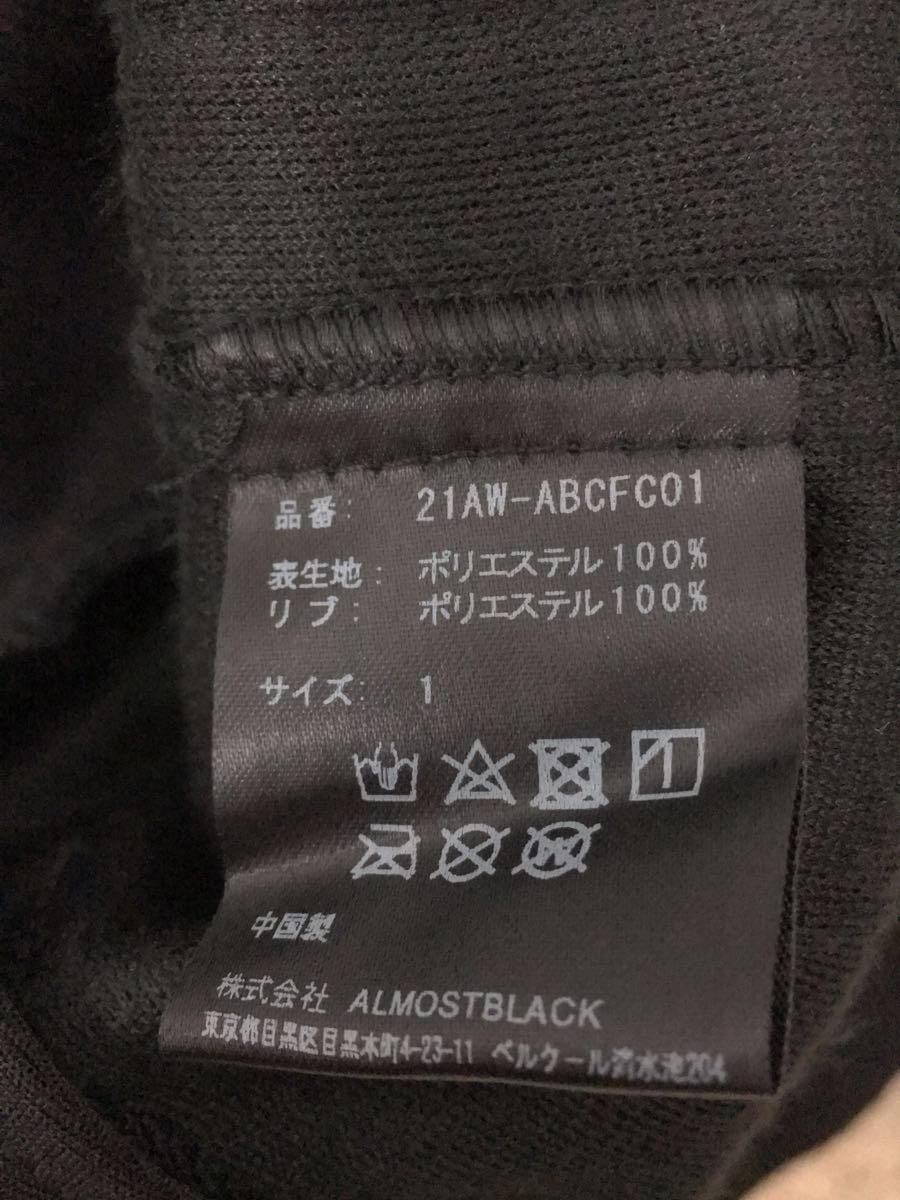 品番: 21AW-ABCFC01
表生地: ポリエステル100%
リブ: ポリエステル100%
サイズ: 1
中国製
株式会社 ALMOSTBLACK
東京都目黒区目黒本町4-23-11 ベルケール清水池204